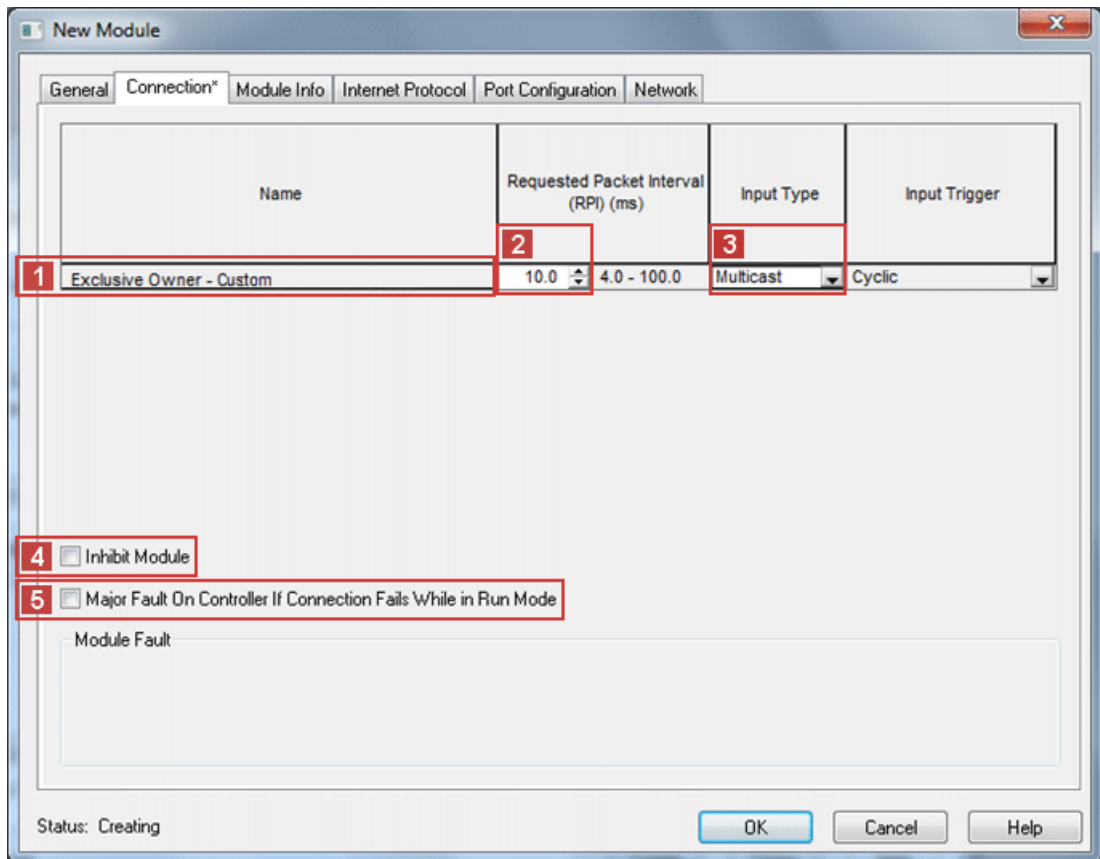 New Module
General Connection* Module Info Internet Protocol Port Configuration Network
Name Requested Packet Interval (RPI) (ms) Input Type Input Trigger
2 3
1 Exclusive Owner - Custom 10.0 4.0 - 100.0 Multicast Cyclic
4 Inhibit Module
5 Major Fault On Controller If Connection Fails While in Run Mode
Module Fault
Status: Creating OK Cancel Help